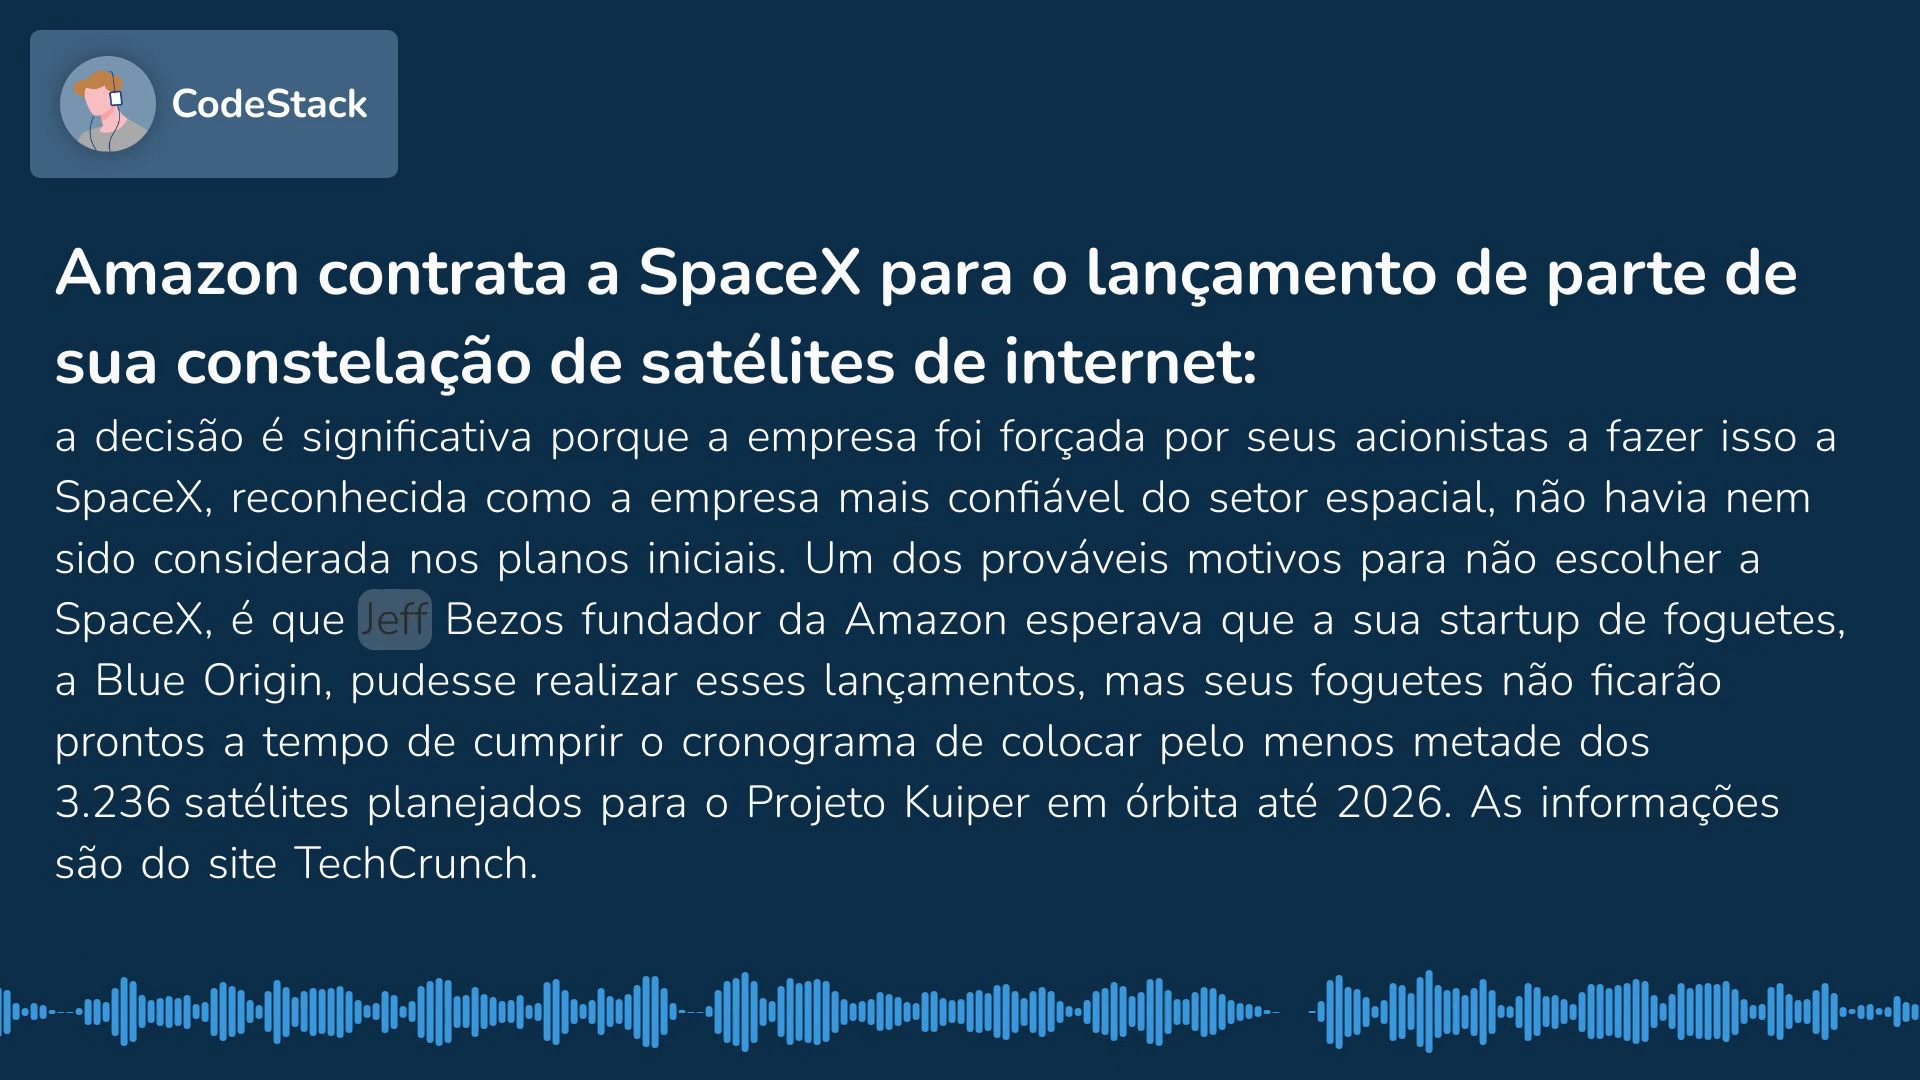 CodeStack
Amazon contrata a SpaceX para o lançamento de parte de
sua constelação de satélites de internet:
a decisão é significativa porque a empresa foi forçada por seus acionistas a fazer isso a
SpaceX, reconhecida como a empresa mais confiável do setor espacial, não havia nem
sido considerada nos planos iniciais. Um dos prováveis motivos para não escolher a
SpaceX, é que Jeff Bezos fundador da Amazon esperava que a sua startup de foguetes,
a Blue Origin, pudesse realizar esses lançamentos, mas seus foguetes não ficarão
prontos a tempo de cumprir o cronograma de colocar pelo menos metade dos
3.236 satélites planejados para o Projeto Kuiper em órbita até 2026. As informações
são do site TechCrunch.